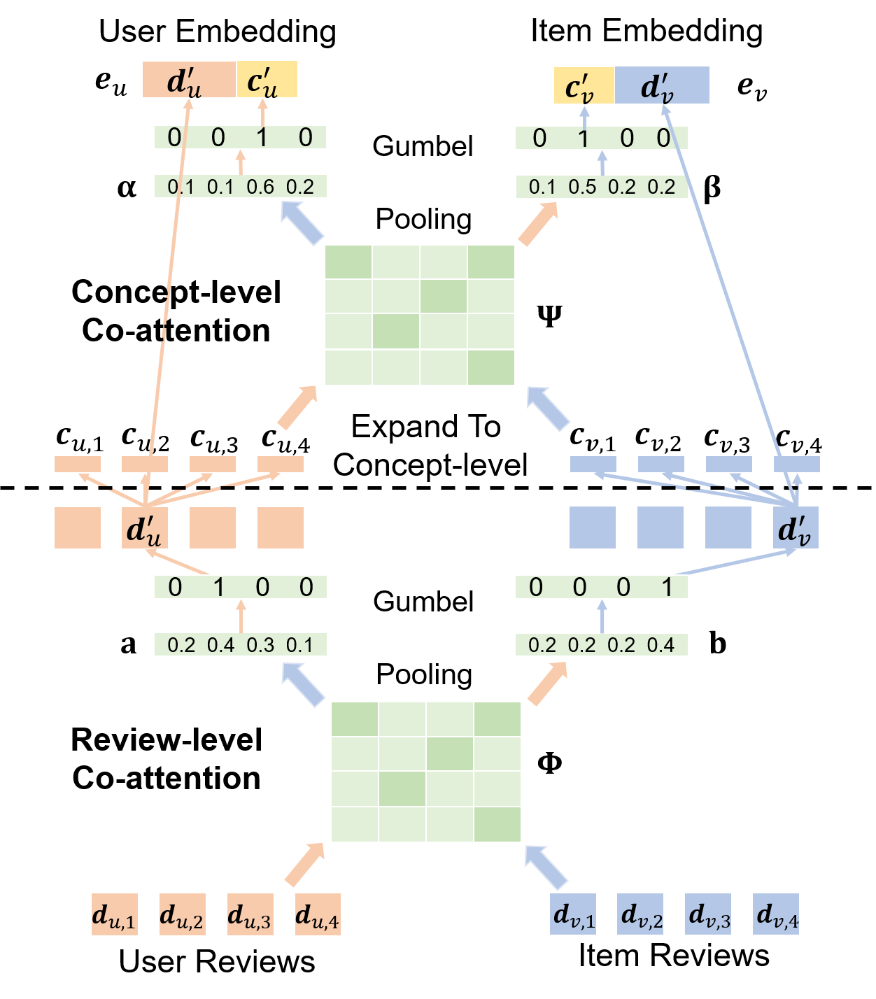 User Embedding
Item Embedding
e_u d'_u c'_u
c'_v d'_v e_v
0 0 1 0
Gumbel
0 1 0 0
α 0.1 0.1 0.6 0.2
0.1 0.5 0.2 0.2 β
Pooling
Concept-level
Co-attention
Ψ
c_{u,1} c_{u,2} c_{u,3} c_{u,4}
Expand To
Concept-level
c_{v,1} c_{v,2} c_{v,3} c_{v,4}
d'_u
d'_v
0 1 0 0
Gumbel
0 0 0 1
a 0.2 0.4 0.3 0.1
0.2 0.2 0.2 0.4 b
Pooling
Review-level
Co-attention
Φ
d_{u,1} d_{u,2} d_{u,3} d_{u,4}
d_{v,1} d_{v,2} d_{v,3} d_{v,4}
User Reviews
Item Reviews